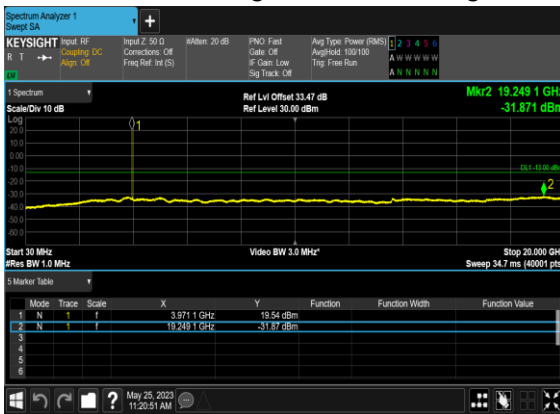 Spectrum Analyzer 1
Swept SA
KEYSIGHT
R T
LV
Input: RF
Coupling: DC
Align: Off
Input Z: 50 Ω
Corrections: Off
Freq Ref: Int (S)
#Atten: 20 dB
PNO: Fast
Gate: Off
IF Gain: Low
Sig Track: Off
Avg Type: Power (RMS)
Avg|Hold: 100/100
Trig: Free Run
1 2 3 4 5 6
A W W W W W
A N N N N N
1 Spectrum
Scale/Div 10 dB
Ref Lvl Offset 33.47 dB
Ref Level 30.00 dBm
Mkr2 19.249 1 GHz
-31.871 dBm
Log
20.0
10.0
0.00
-10.0
-20.0
-30.0
-40.0
-50.0
-60.0
1
DL1 -13.00 dBm
2
Start 30 MHz
#Res BW 1.0 MHz
Video BW 3.0 MHz*
Stop 20.000 GH
Sweep 34.7 ms (40001 pts
5 Marker Table
Mode Trace Scale X Y Function Function Width Function Value
1 N 1 f 3.971 1 GHz 19.54 dBm
2 N 1 f 19.249 1 GHz -31.87 dBm
3
4
5
6
?
May 25, 2023
11:20:51 AM